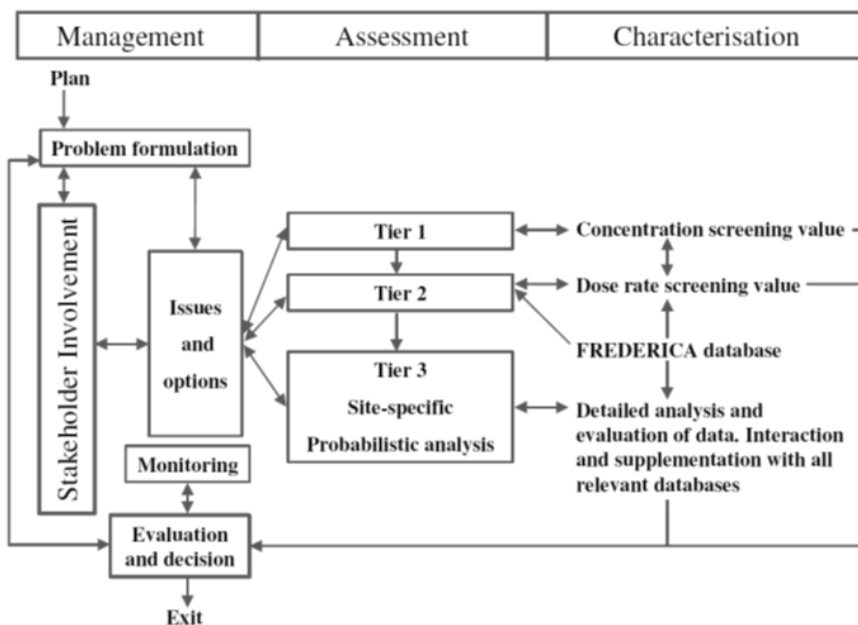 Management
Assessment
Characterisation
Plan
Problem formulation
Stakeholder Involvement
Issues
and
options
Monitoring
Evaluation
and decision
Exit
Tier 1
Tier 2
Tier 3
Site-specific
Probabilistic analysis
Concentration screening value
Dose rate screening value
FREDERICA database
Detailed analysis and
evaluation of data. Interaction
and supplementation with all
relevant databases